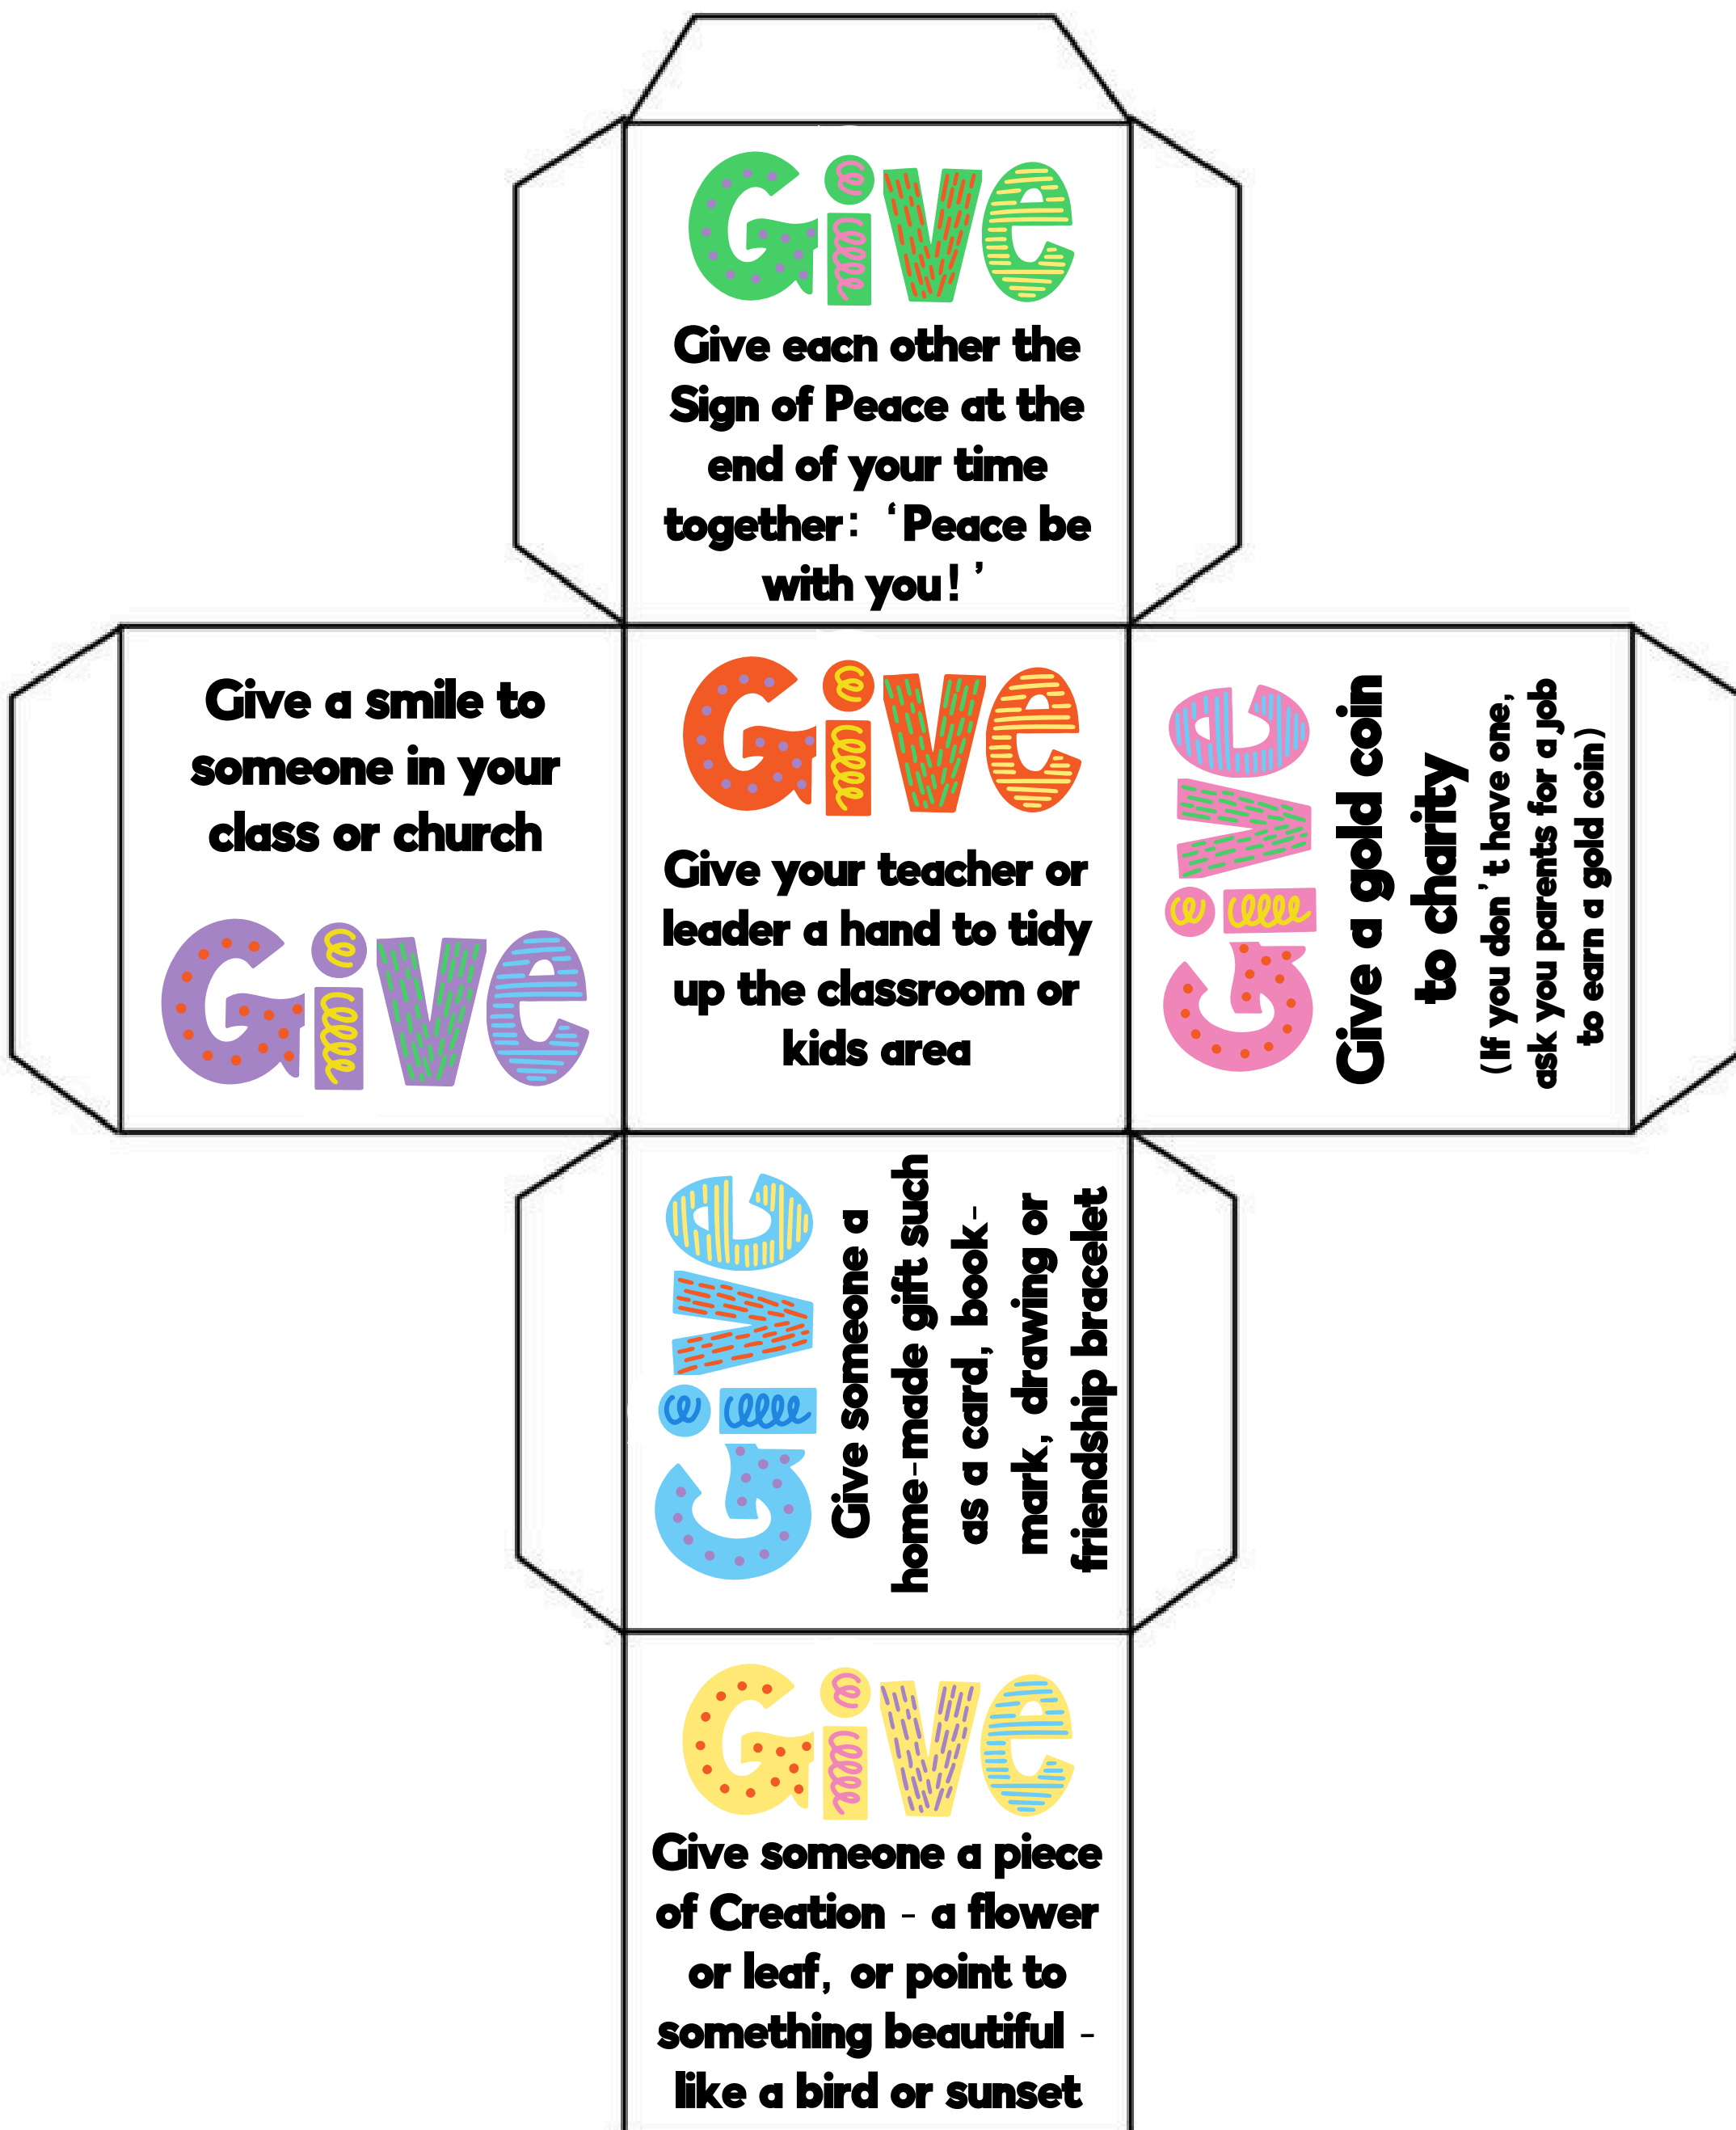 Give
Give each other the
Sign of Peace at the
end of your time
together: ‘Peace be
with you!’
Give a smile to
someone in your
class or church
Give
Give
Give your teacher or
leader a hand to tidy
up the classroom or
kids area
Give
Give a gold coin
to charity
(If you don’t have one,
ask you parents for a job
to earn a gold coin)
Give
Give someone a
home-made gift such
as a card, book-
mark, drawing or
friendship bracelet
Give
Give someone a piece
of Creation - a flower
or leaf, or point to
something beautiful -
like a bird or sunset